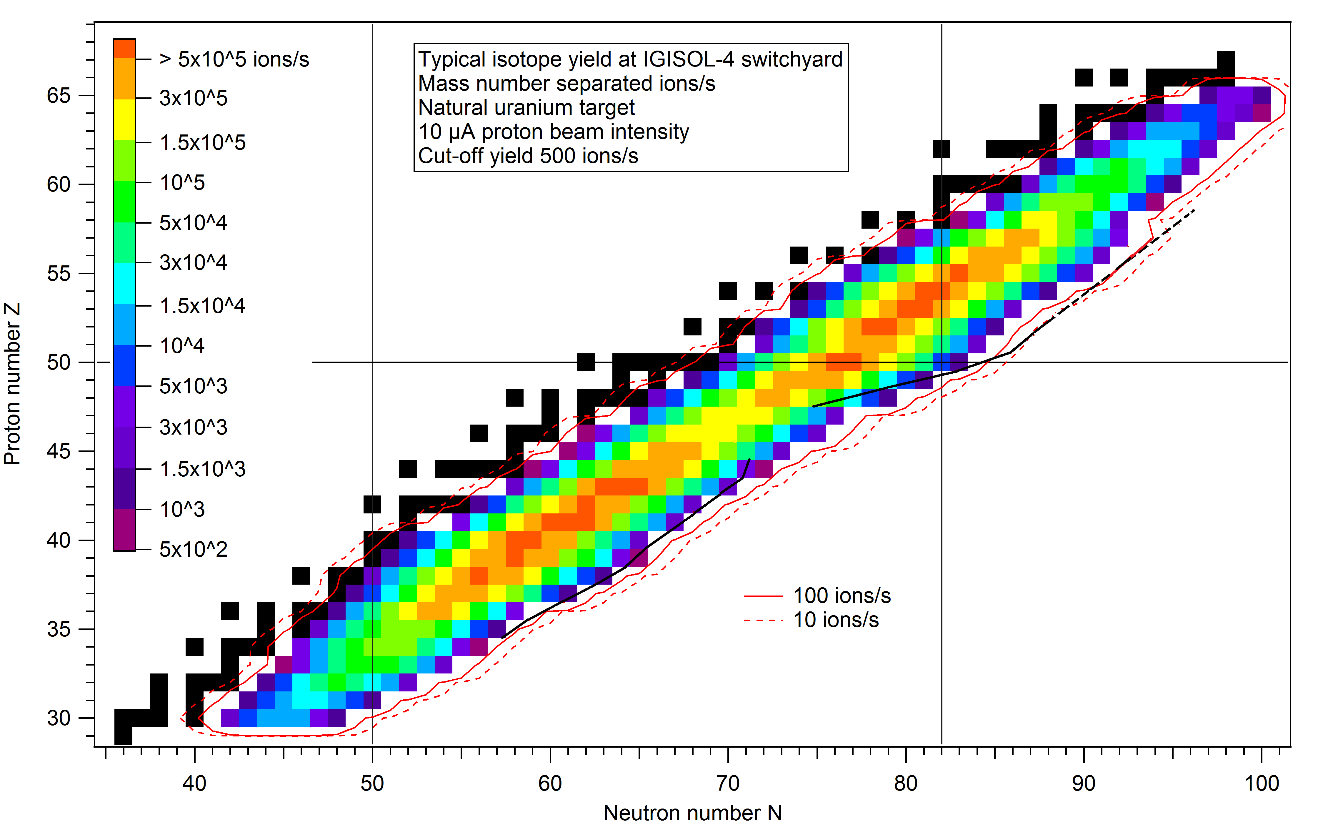 Typical isotope yield at IGISOL-4 switchyard
Mass number separated ions/s
Natural uranium target
10 µA proton beam intensity
Cut-off yield 500 ions/s
> 5x10^5 ions/s
3x10^5
1.5x10^5
10^5
5x10^4
3x10^4
1.5x10^4
10^4
5x10^3
3x10^3
1.5x10^3
10^3
5x10^2
100 ions/s
10 ions/s
Proton number Z
65
60
55
50
45
40
35
30
40
50
60
70
80
90
100
Neutron number N